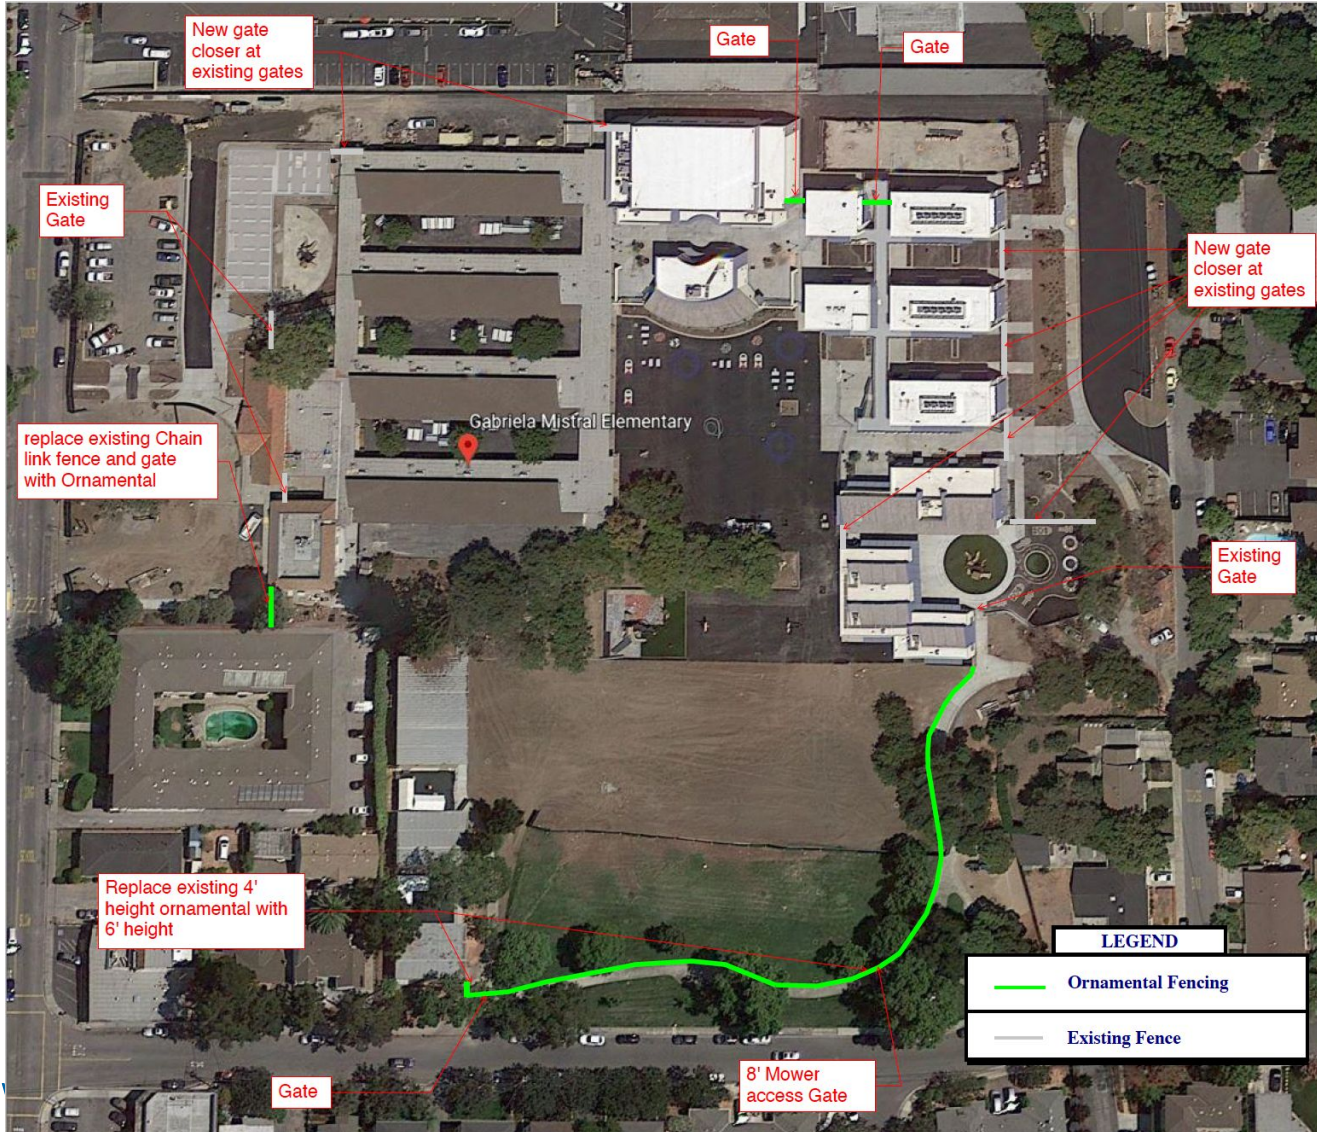 New gate
closer at
existing gates
Gate
Gate
Existing
Gate
New gate
closer at
existing gates
replace existing Chain
link fence and gate
with Ornamental
Gabriela Mistral Elementary
Existing
Gate
Replace existing 4'
height ornamental with
6' height
LEGEND
Ornamental Fencing
Existing Fence
8' Mower
access Gate
Gate